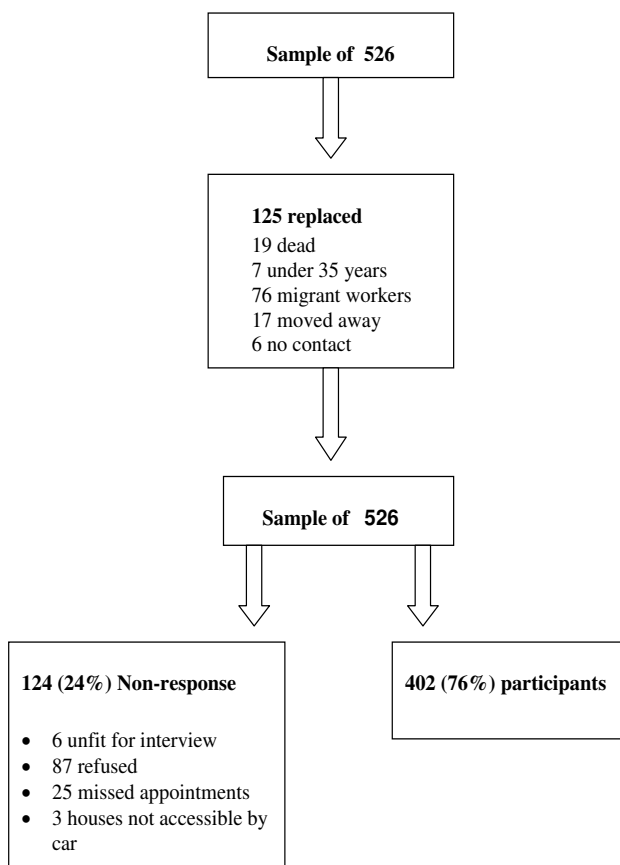 Sample of 526
125 replaced
19 dead
7 under 35 years
76 migrant workers
17 moved away
6 no contact
Sample of 526
124 (24%) Non-response
• 6 unfit for interview
• 87 refused
• 25 missed appointments
• 3 houses not accessible by
car
402 (76%) participants